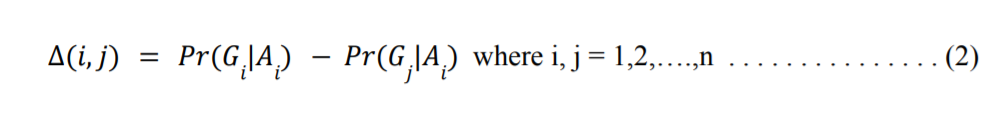 Δ(i, j) = Pr(G_i|A_i) − Pr(G_j|A_i) where i, j = 1,2,….,n . . . . . . . . . . . . . . . (2)